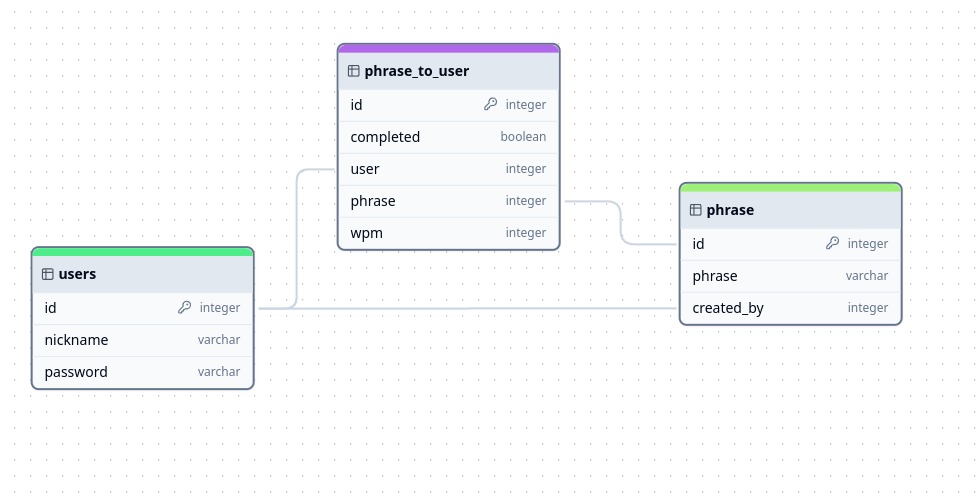 phrase_to_user
id integer
completed boolean
user integer
phrase integer
wpm integer
phrase
id integer
phrase varchar
created_by integer
users
id integer
nickname varchar
password varchar